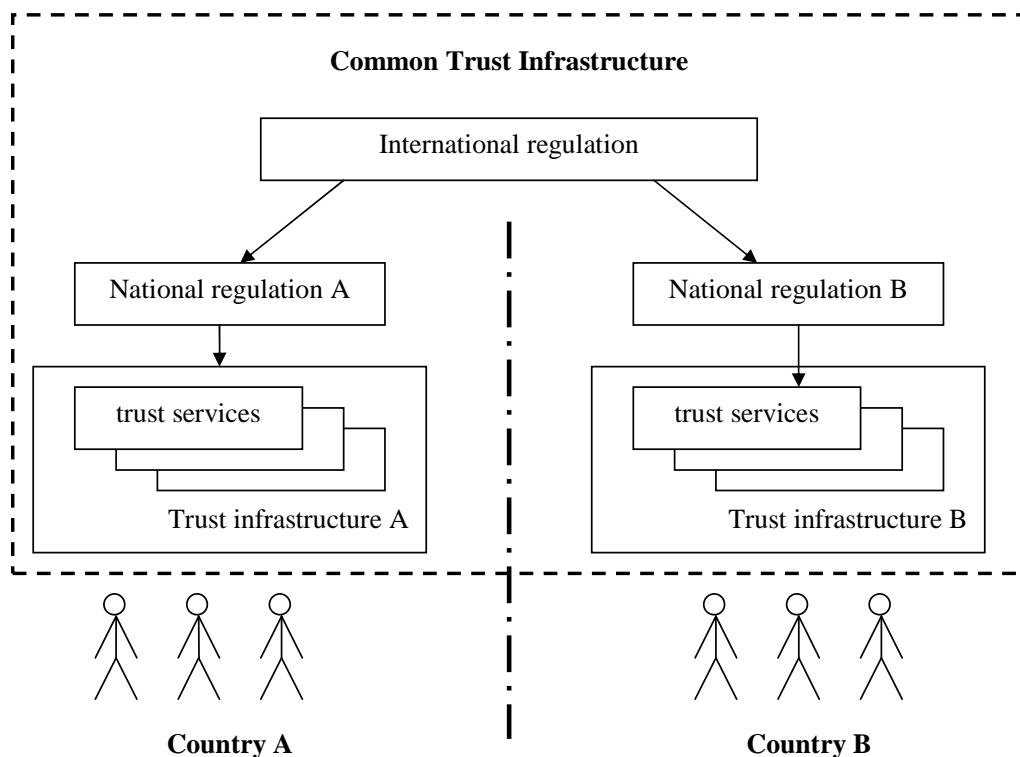 Common Trust Infrastructure
International regulation
National regulation A
National regulation B
trust services
trust services
Trust infrastructure A
Trust infrastructure B
Country A
Country B